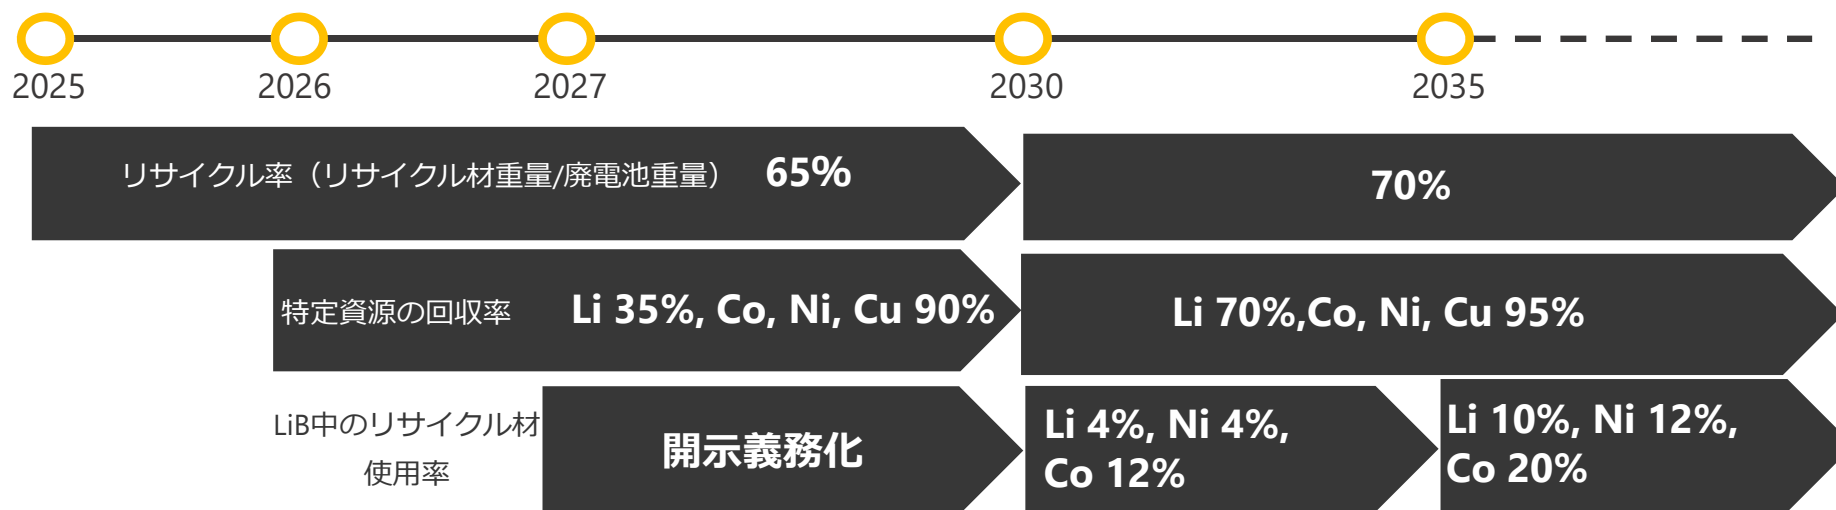 2025
2026
2027
2030
2035
リサイクル率（リサイクル材重量/廃電池重量） 65%
70%
特定資源の回収率
Li 35%, Co, Ni, Cu 90%
Li 70%,Co, Ni, Cu 95%
LiB中のリサイクル材
使用率
開示義務化
Li 4%, Ni 4%,
Co 12%
Li 10%, Ni 12%,
Co 20%